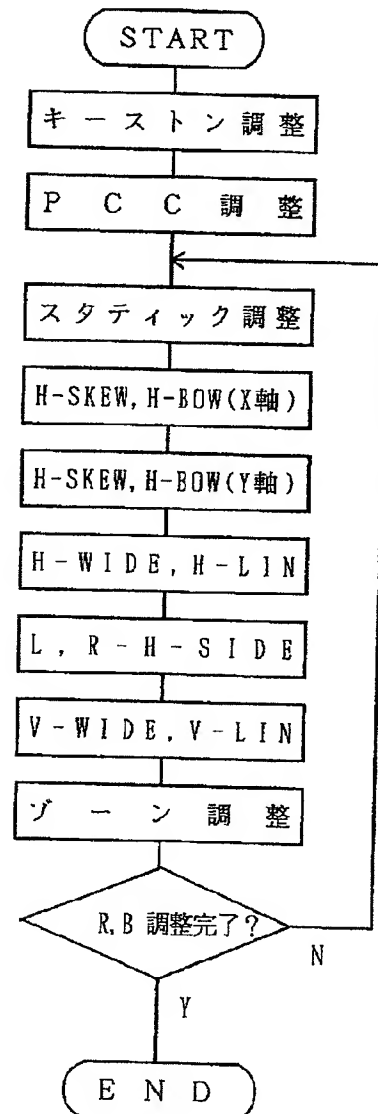 START
キーストン調整
PCC調整
スタティック調整
H-SKEW, H-BOW(X軸)
H-SKEW, H-BOW(Y軸)
H-WIDE, H-LIN
L, R-H-SIDE
V-WIDE, V-LIN
ゾーン調整
R, B 調整完了?
N
Y
END